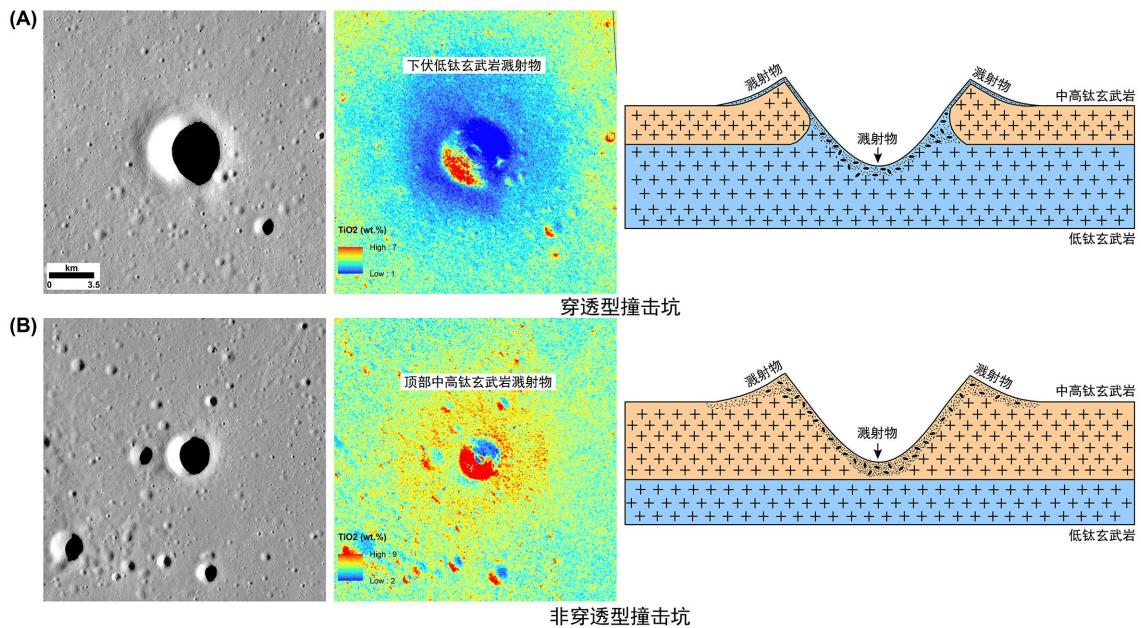 (A)
km
0 3.5
下伏低钛玄武岩溅射物
TiO2 (wt.%)
High : 7
Low : 1
溅射物
溅射物
中高钛玄武岩
溅射物
低钛玄武岩
穿透型撞击坑
(B)
顶部中高钛玄武岩溅射物
TiO2 (wt.%)
High : 9
Low : 2
溅射物
溅射物
中高钛玄武岩
溅射物
低钛玄武岩
非穿透型撞击坑